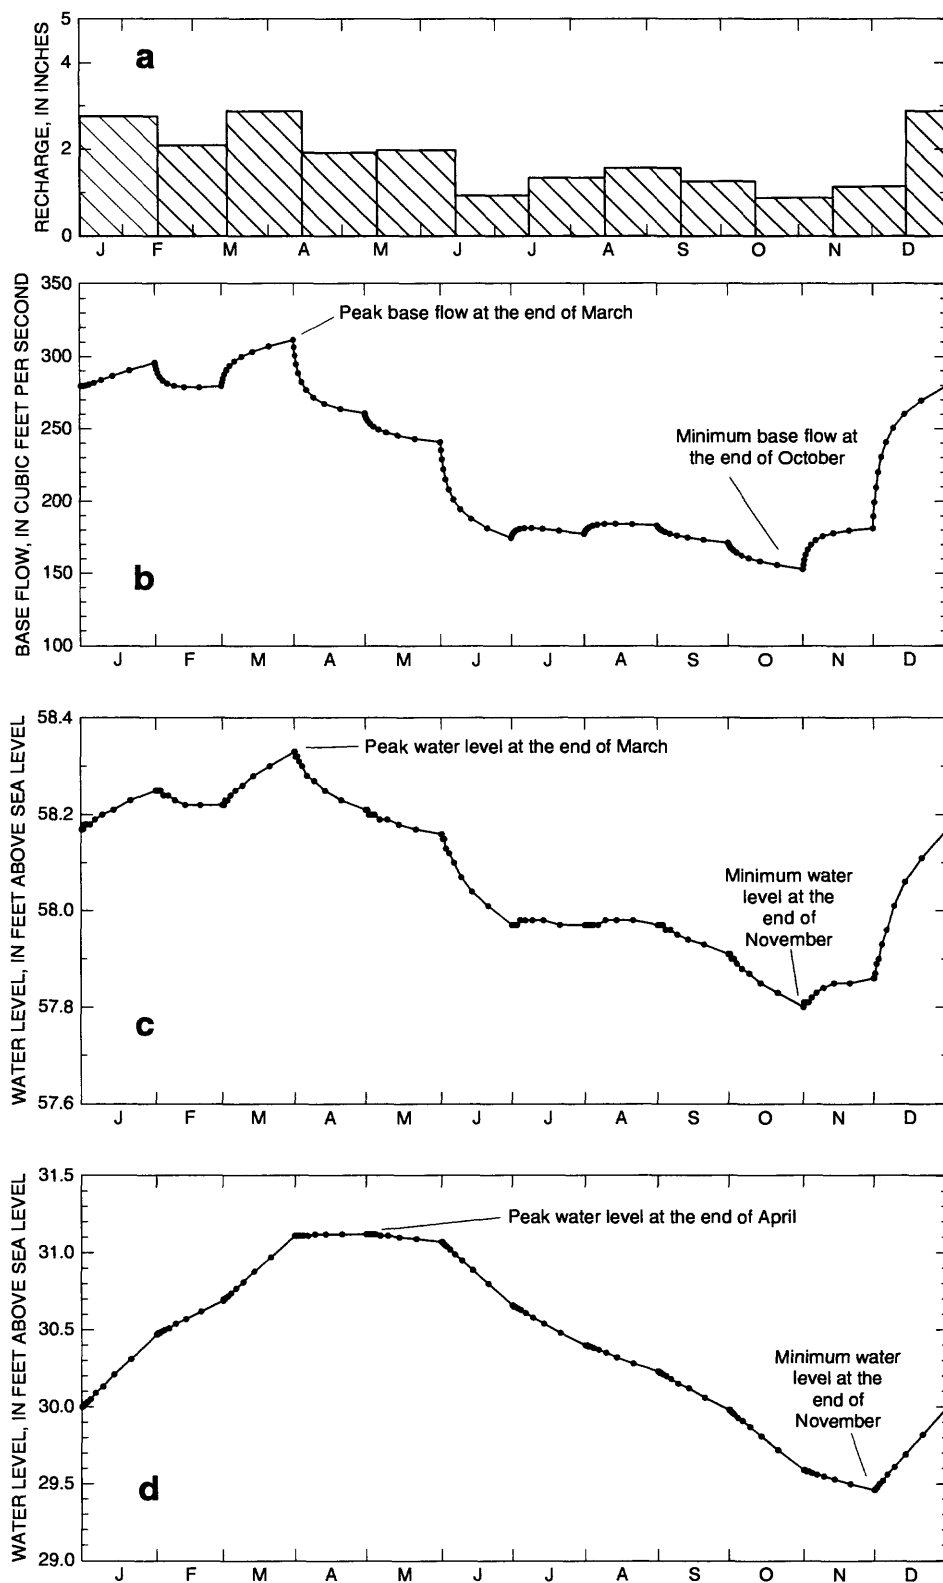 RECHARGE, IN INCHES
5
4
2
0
a
J F M A M J J A S O N D
BASE FLOW, IN CUBIC FEET PER SECOND
350
300
250
200
150
100
Peak base flow at the end of March
Minimum base flow at
the end of October
b
J F M A M J J A S O N D
WATER LEVEL, IN FEET ABOVE SEA LEVEL
58.4
58.2
58.0
57.8
57.6
Peak water level at the end of March
Minimum water
level at the
end of
November
c
J F M A M J J A S O N D
WATER LEVEL, IN FEET ABOVE SEA LEVEL
31.5
31.0
30.5
30.0
29.5
29.0
Peak water level at the end of April
Minimum water
level at the
end of
November
d
J F M A M J J A S O N D